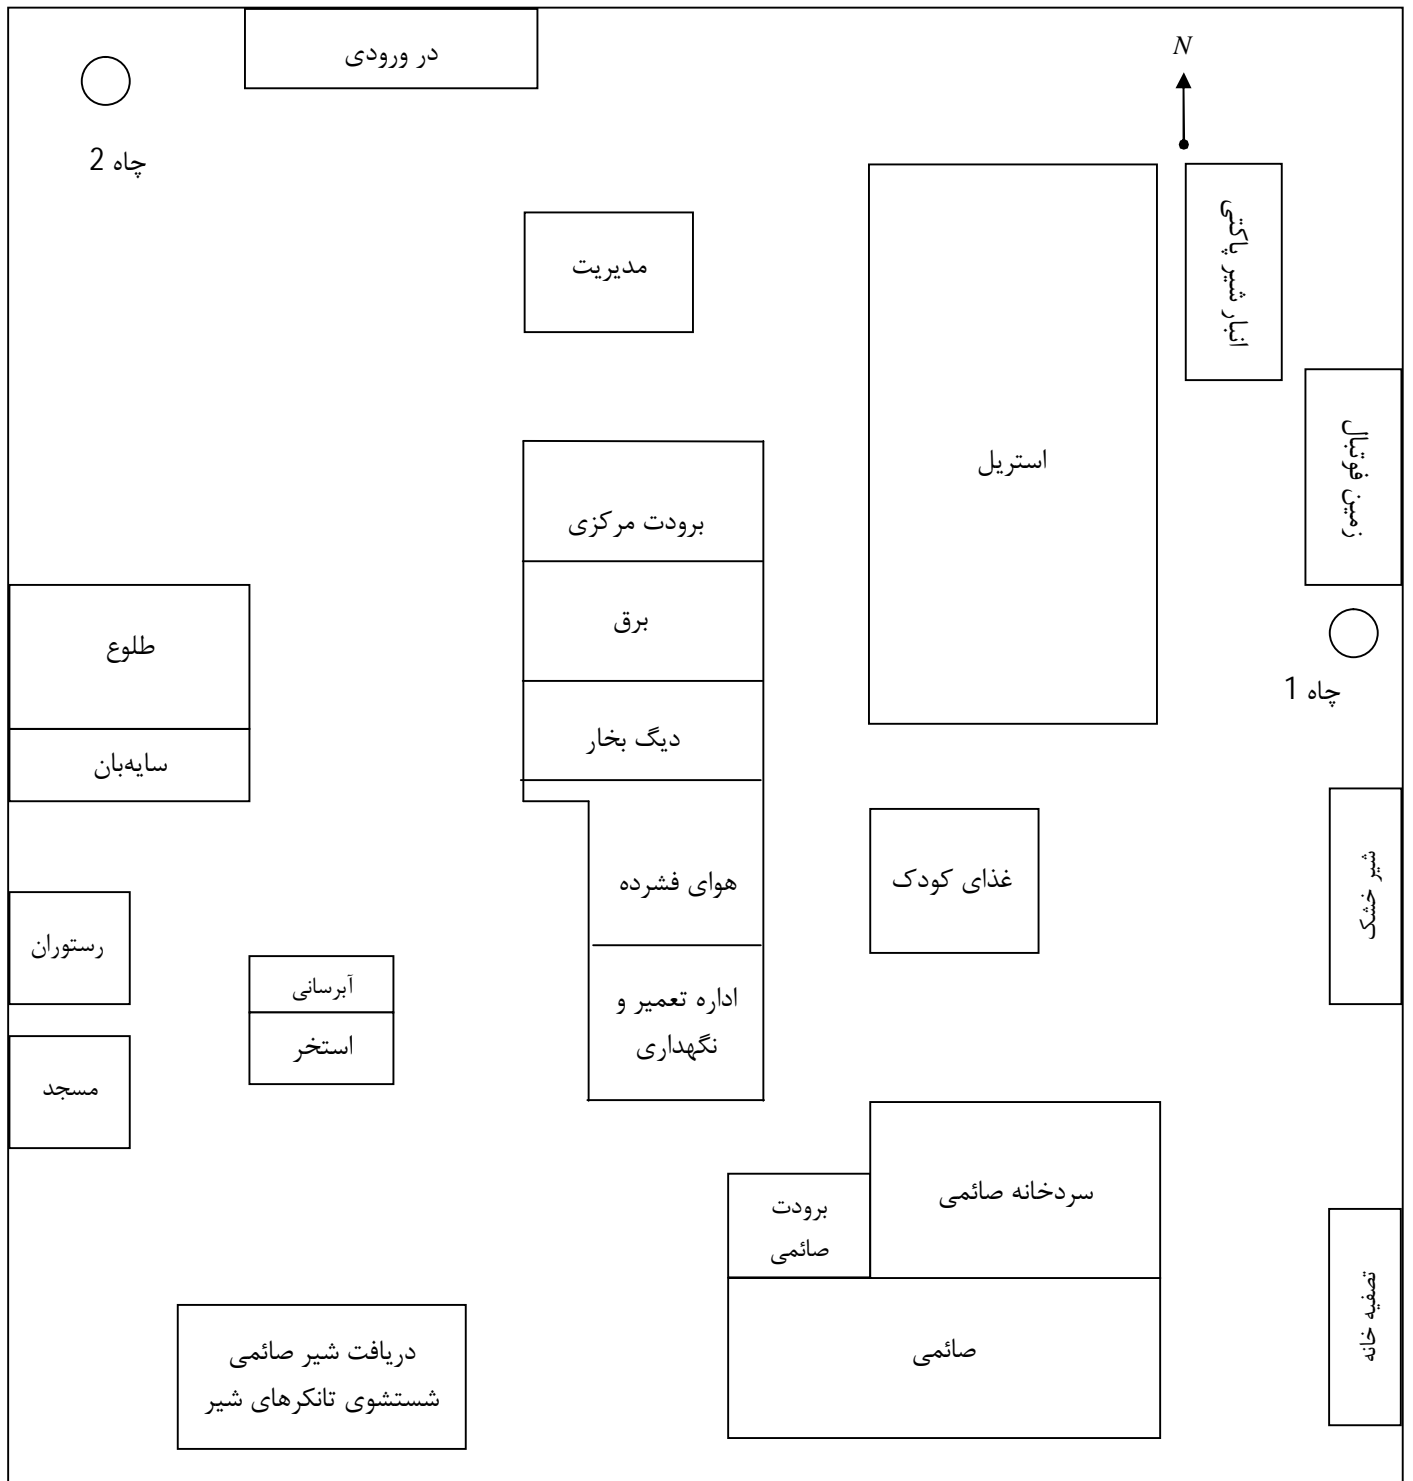 در ورودی
N
چاه 2
انبار شیر پاکتی
مدیریت
زمین فوتبال
استریل
برودت مرکزی
برق
طلوع
چاه 1
دیگ بخار
سایه‌بان
غذای کودک
هوای فشرده
شیر خشک
رستوران
آبرسانی
اداره تعمیر و
نگهداری
استخر
مسجد
سردخانه صائمی
برودت
صائمی
تصفیه خانه
صائمی
دریافت شیر صائمی
شستشوی تانکرهای شیر